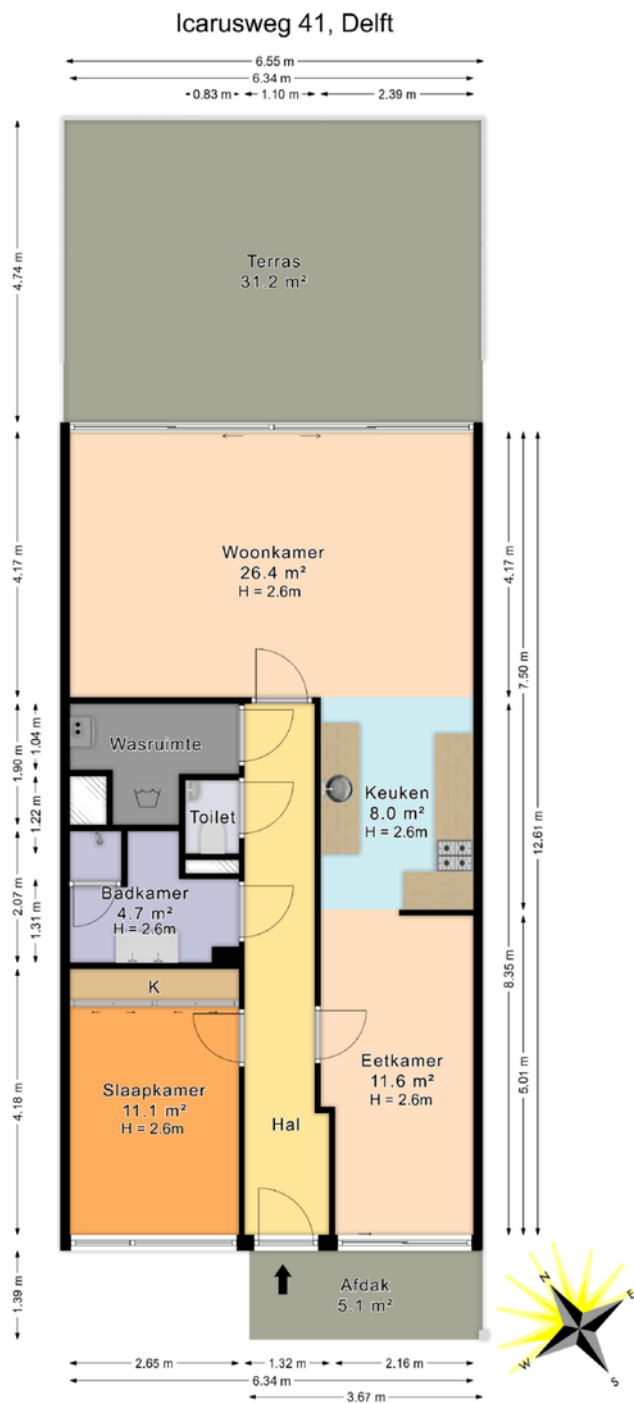 Icarusweg 41, Delft
6.55 m
6.34 m
0.83 m
1.10 m
2.39 m
4.74 m
Terras
31.2 m²
4.17 m
Woonkamer
26.4 m²
H = 2.6m
4.17 m
7.50 m
12.61 m
1.90 m
1.04 m
Wasruimte
1.22 m
Toilet
Keuken
8.0 m²
H = 2.6m
2.07 m
1.31 m
Badkamer
4.7 m²
H = 2.6m
8.35 m
K
4.18 m
Slaapkamer
11.1 m²
H = 2.6m
Eetkamer
11.6 m²
H = 2.6m
5.01 m
Hal
1.39 m
Afdak
5.1 m²
N
E
W
S
2.65 m
1.32 m
2.16 m
6.34 m
3.67 m